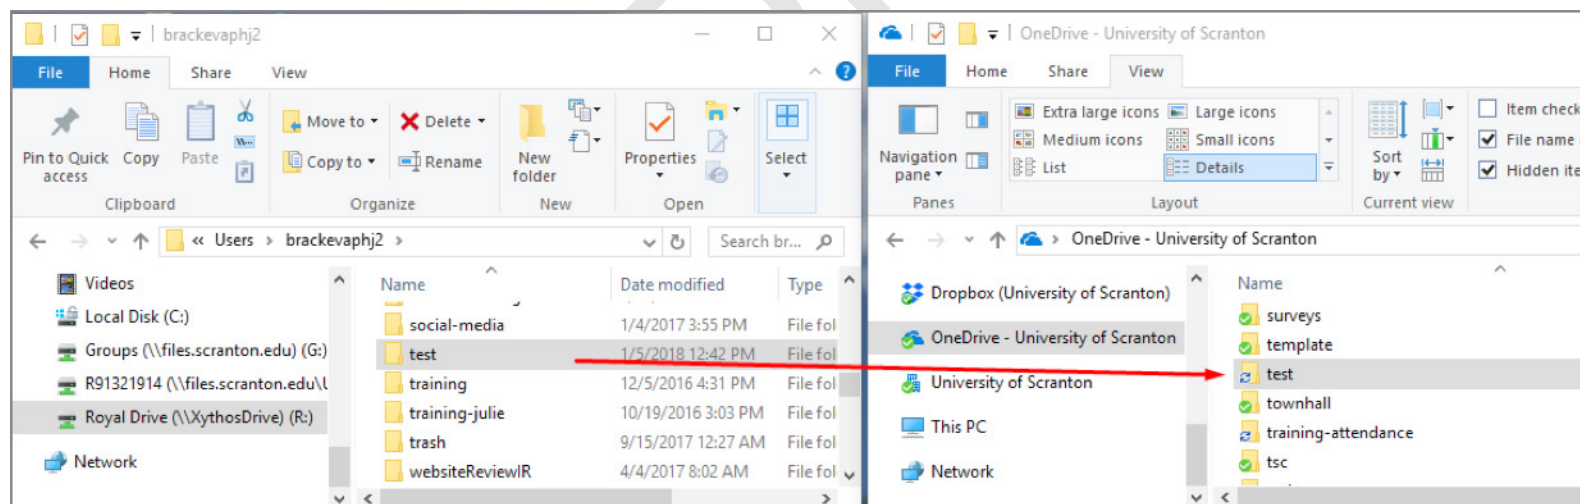 brackevaphj2
File Home Share View
Pin to Quick access
Copy
Paste
Clipboard
Move to
Copy to
Delete
Rename
Organize
New folder
New
Properties
Open
Select
« Users > brackevaphj2 >
Search br...
Videos
Local Disk (C:)
Groups (\\files.scranton.edu) (G:)
R91321914 (\\files.scranton.edu\U
Royal Drive (\\XythosDrive) (R:)
Network
Name Date modified Type
social-media 1/4/2017 3:55 PM File fol
test 1/5/2018 12:42 PM File fol
training 12/5/2016 4:31 PM File fol
training-julie 10/19/2016 3:03 PM File fol
trash 9/15/2017 12:27 AM File fol
websiteReviewIR 4/4/2017 8:02 AM File fol
OneDrive - University of Scranton
File Home Share View
Navigation pane
Panes
Extra large icons Large icons
Medium icons Small icons
List Details
Layout
Sort by
Current view
Item check
File name
Hidden ite
> OneDrive - University of Scranton
Dropbox (University of Scranton)
OneDrive - University of Scranton
University of Scranton
This PC
Network
Name
surveys
template
test
townhall
training-attendance
tsc